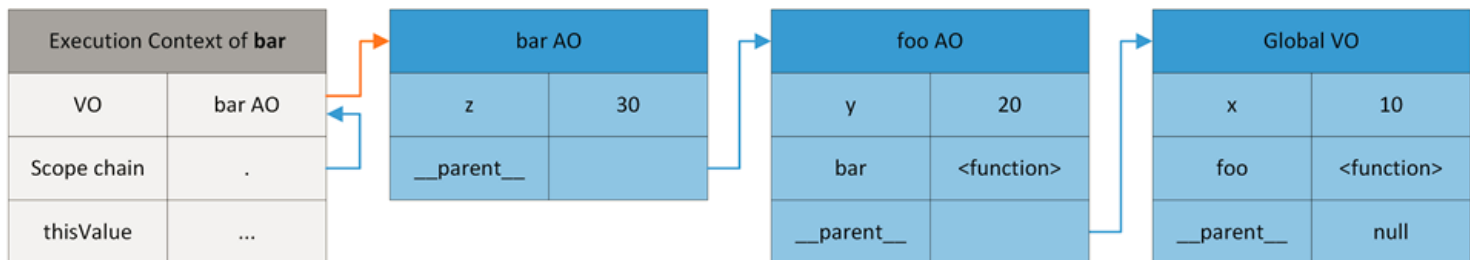 Execution Context of bar
VO bar AO
Scope chain .
thisValue ...
bar AO
z 30
__parent__
foo AO
y 20
bar <function>
__parent__
Global VO
x 10
foo <function>
__parent__ null